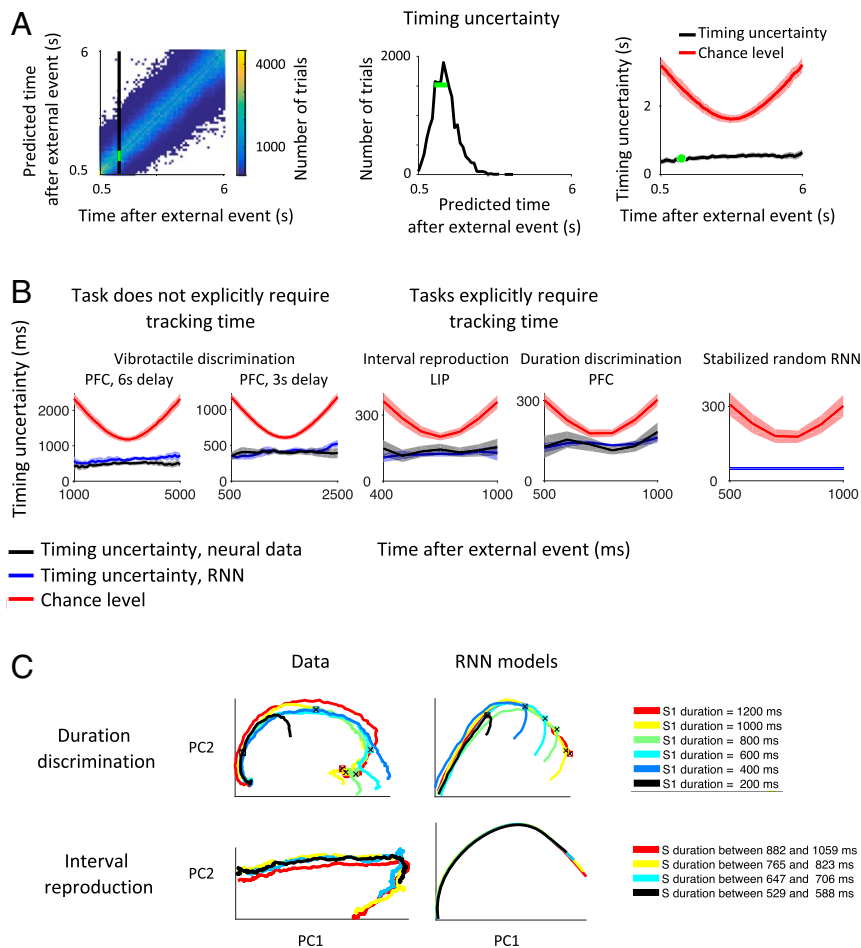 A
Timing uncertainty
Predicted time
after external event (s)
6
0.5
0.5
6
Time after external event (s)
4000
1000
Number of trials
Number of trials
2000
0
0.5
6
Predicted time
after external event (s)
Timing uncertainty
Chance level
Timing uncertainty (s)
2
0
0.5
6
Time after external event (s)
B
Task does not explicitly require
tracking time
Tasks explicitly require
tracking time
Timing uncertainty (ms)
Vibrotactile discrimination
PFC, 6s delay
PFC, 3s delay
Interval reproduction
LIP
Duration discrimination
PFC
Stabilized random RNN
2000
1000
0
1000
5000
1000
500
0
500
2500
300
0
400
1000
300
0
500
1000
300
0
500
1000
Timing uncertainty, neural data
Timing uncertainty, RNN
Chance level
Time after external event (ms)
C
Data
RNN models
Duration
discrimination
PC2
S1 duration = 1200 ms
S1 duration = 1000 ms
S1 duration = 800 ms
S1 duration = 600 ms
S1 duration = 400 ms
S1 duration = 200 ms
Interval
reproduction
PC2
PC1
PC1
S duration between 882 and 1059 ms
S duration between 765 and 823 ms
S duration between 647 and 706 ms
S duration between 529 and 588 ms